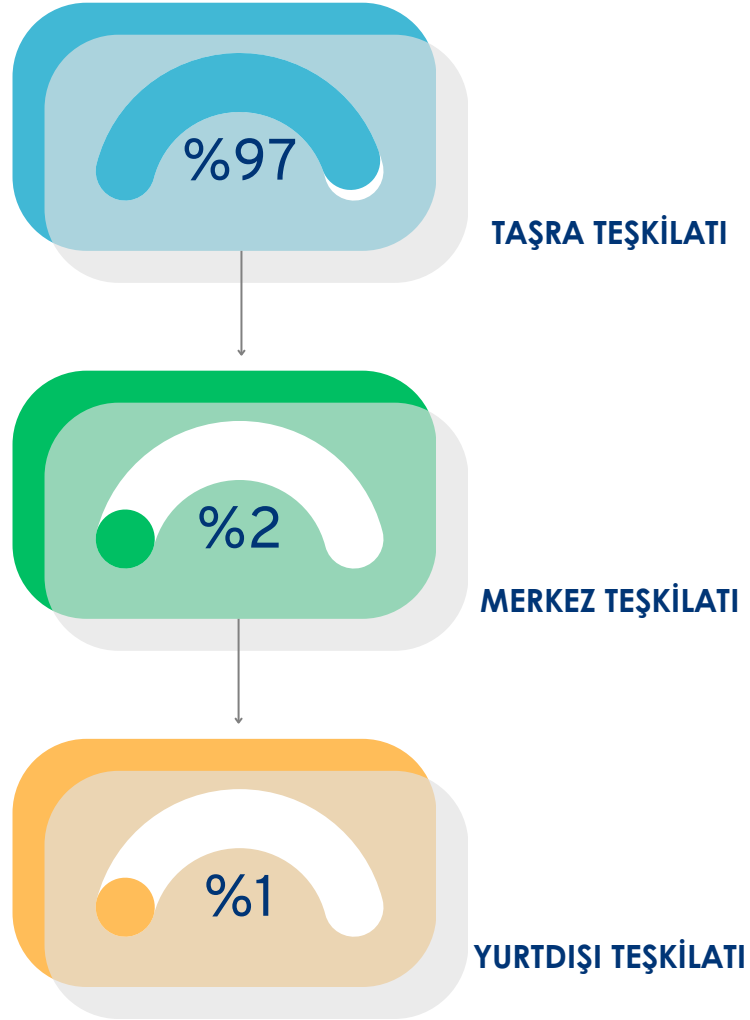 %97
TAŞRA TEŞKİLATI
%2
MERKEZ TEŞKİLATI
%1
YURTDIŞI TEŞKİLATI